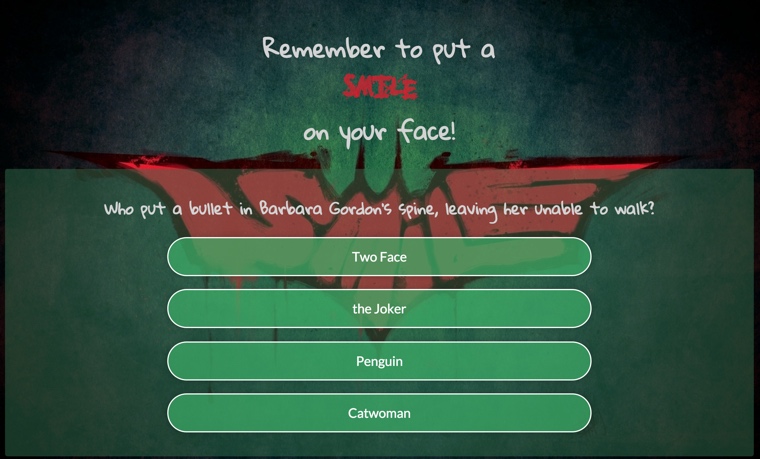 Remember to put a
SMILE
on your face!
Who put a bullet in Barbara Gordon's spine, leaving her unable to walk?
Two Face
the Joker
Penguin
Catwoman